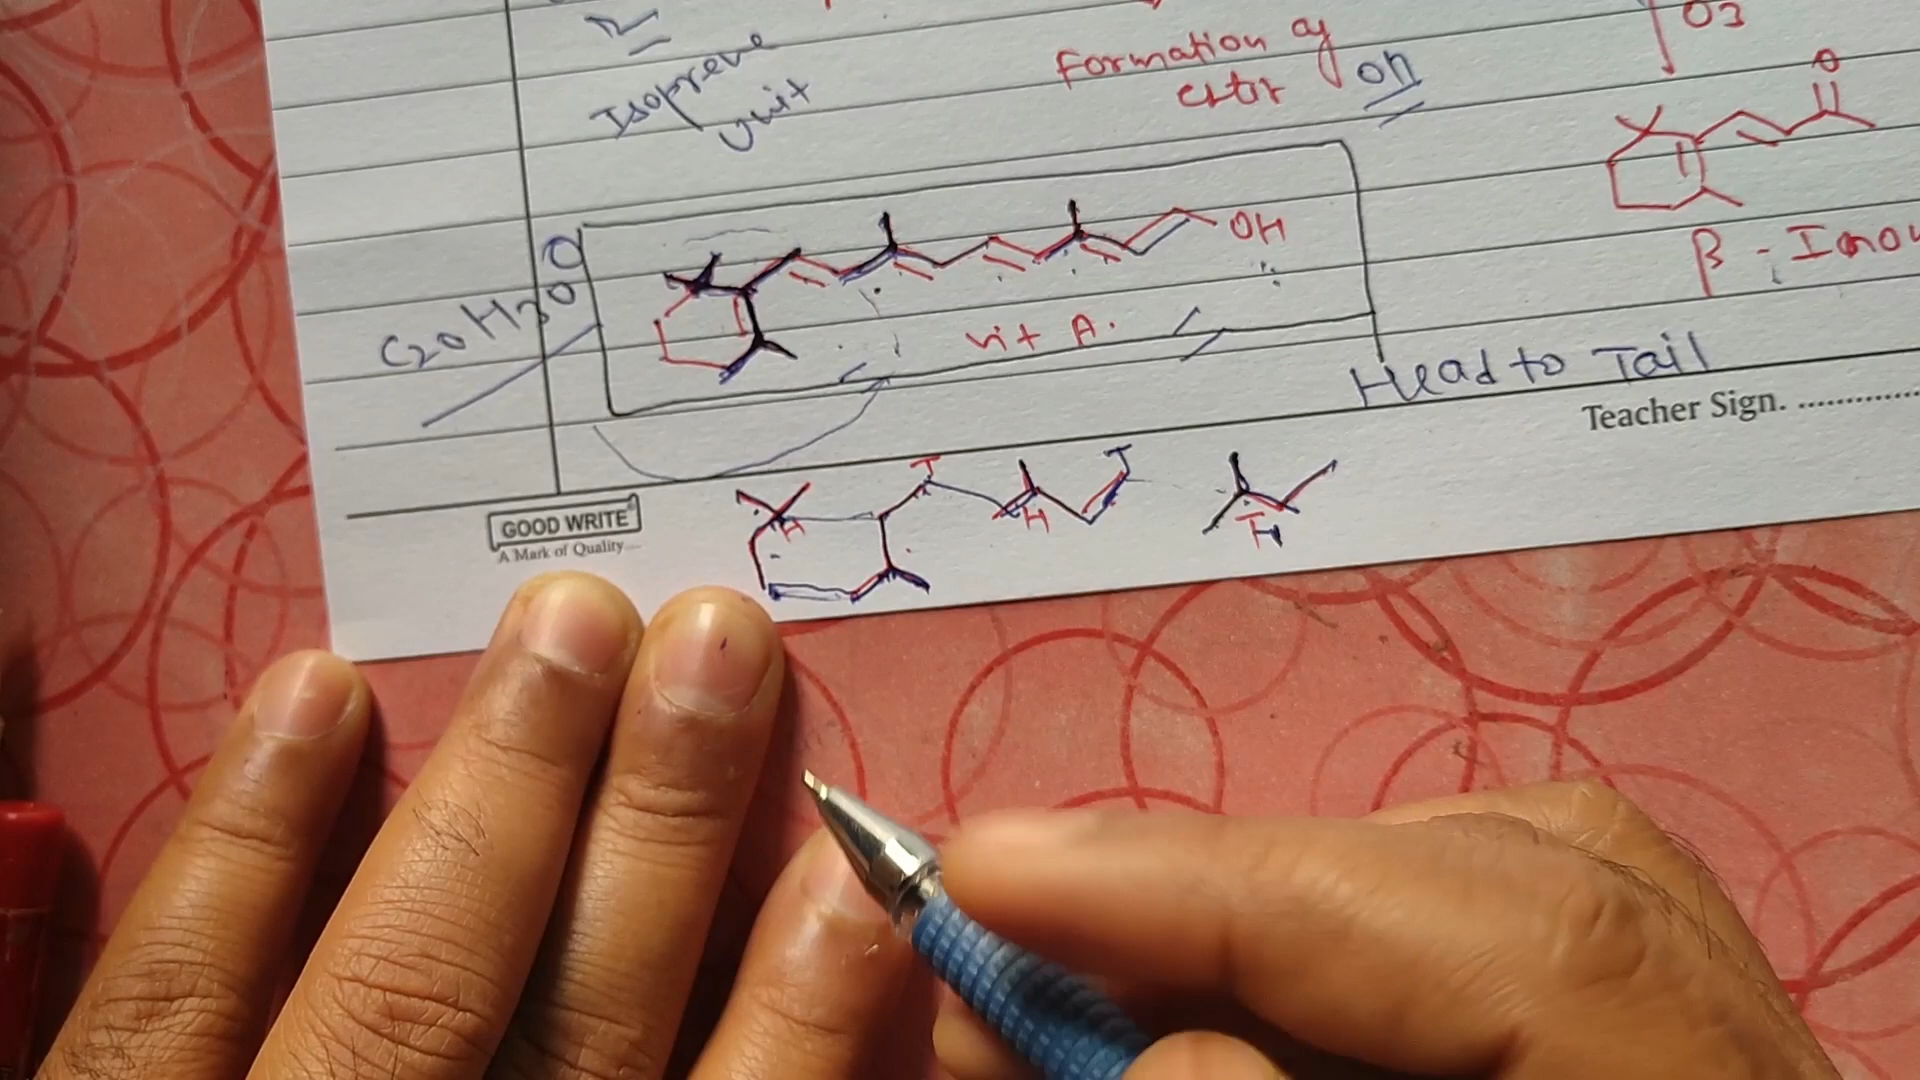 O3
Isoprene
unit
Formation of
estr
OH
O
OH
C20H30O
Vit A.
β - Iono
Head to Tail
Teacher Sign. ..............
GOOD WRITE
A Mark of Quality
T
T
H
H
T
H